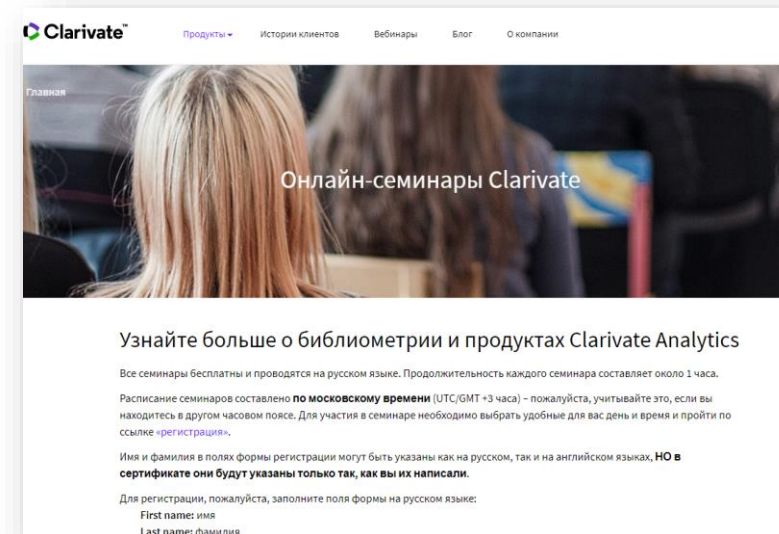 Clarivate™
Продукты Истории клиентов Вебинары Блог О компании
Главная
Онлайн-семинары Clarivate
Узнайте больше о библиометрии и продуктах Clarivate Analytics
Все семинары бесплатны и проводятся на русском языке. Продолжительность каждого семинара составляет около 1 часа.
Расписание семинаров составлено по московскому времени (UTC/GMT +3 часа) – пожалуйста, учитывайте это, если вы
находитесь в другом часовом поясе. Для участия в семинаре необходимо выбрать удобные для вас день и время и пройти по
ссылке «регистрация».
Имя и фамилия в полях формы регистрации могут быть указаны как на русском, так и на английском языках, НО в
сертификате они будут указаны только так, как вы их написали.
Для регистрации, пожалуйста, заполните поля формы на русском языке:
First name: имя
Last name: фамилия